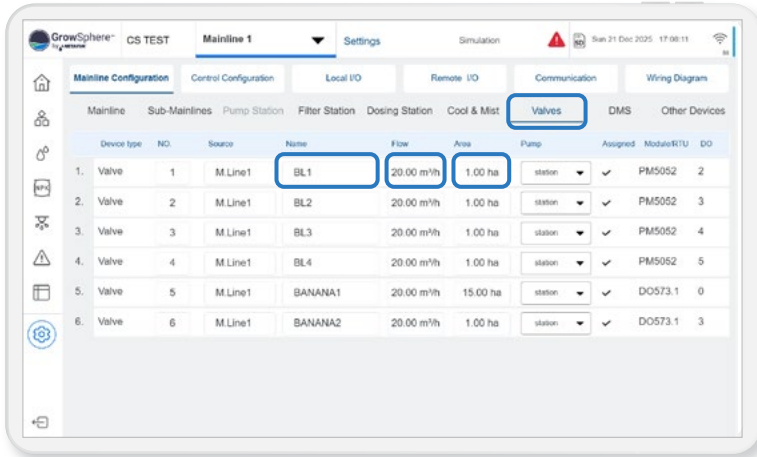 GrowSphere™ CS TEST Mainline 1 Settings Simulation SD Sun 21 Dec 2025 17:08:11
by NETAFIM
Mainline Configuration Control Configuration Local I/O Remote I/O Communication Wiring Diagram
Mainline Sub-Mainlines Pump Station Filter Station Dosing Station Cool & Mist Valves DMS Other Devices
Device type NO. Source Name Flow Area Pump Assigned Module/RTU DO
1. Valve 1 M.Line1 BL1 20.00 m³/h 1.00 ha station PM5052 2
2. Valve 2 M.Line1 BL2 20.00 m³/h 1.00 ha station PM5052 3
3. Valve 3 M.Line1 BL3 20.00 m³/h 1.00 ha station PM5052 4
4. Valve 4 M.Line1 BL4 20.00 m³/h 1.00 ha station PM5052 5
5. Valve 5 M.Line1 BANANA1 20.00 m³/h 15.00 ha station DO573.1 0
6. Valve 6 M.Line1 BANANA2 20.00 m³/h 1.00 ha station DO573.1 3